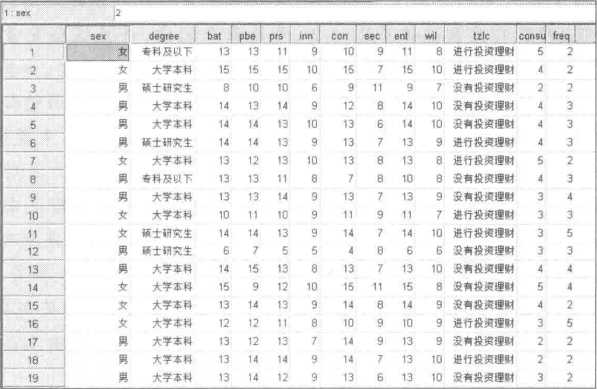 1 : sex 2
sex degree bat pbe prs inn con sec ent wil tzlc consu freq
1 女 专科及以下 13 13 11 9 10 9 11 8 进行投资理财 5 2
2 女 大学本科 15 15 15 10 15 7 15 10 进行投资理财 4 2
3 男 硕士研究生 8 10 10 6 9 11 9 7 没有投资理财 2 2
4 男 大学本科 14 13 14 9 12 8 14 10 没有投资理财 4 3
5 男 大学本科 14 14 13 10 13 6 14 10 没有投资理财 4 3
6 男 硕士研究生 14 14 13 9 13 7 13 9 进行投资理财 4 3
7 女 大学本科 13 12 13 10 13 8 13 8 进行投资理财 5 2
8 男 专科及以下 13 13 11 8 7 8 10 8 没有投资理财 4 3
9 男 大学本科 13 13 14 9 13 7 13 9 没有投资理财 3 4
10 女 大学本科 10 11 10 9 11 9 11 7 进行投资理财 3 3
11 女 硕士研究生 14 14 13 9 14 7 14 10 进行投资理财 3 5
12 男 硕士研究生 6 7 5 5 4 8 6 6 没有投资理财 3 3
13 男 大学本科 14 15 13 8 13 7 13 10 没有投资理财 4 4
14 女 大学本科 15 9 12 10 15 11 15 8 没有投资理财 5 4
15 女 大学本科 13 14 13 9 14 8 14 9 没有投资理财 4 2
16 女 大学本科 12 12 11 8 10 9 10 9 进行投资理财 3 5
17 男 大学本科 13 12 13 7 14 9 13 9 没有投资理财 2 2
18 男 大学本科 13 14 14 9 14 7 13 10 进行投资理财 2 2
19 男 大学本科 13 14 12 9 13 6 13 10 没有投资理财 3 2